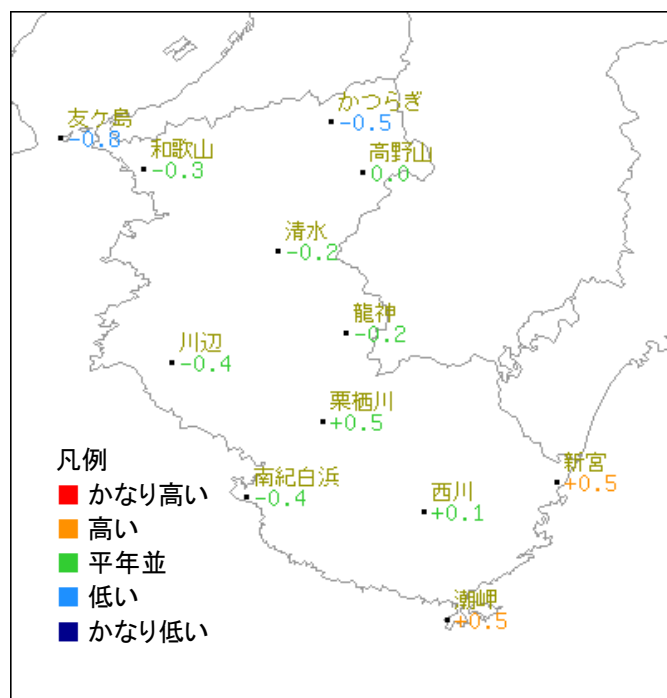 友ケ島
-0.8
かつらぎ
-0.5
和歌山
-0.3
高野山
0.0
清水
-0.2
龍神
-0.2
川辺
-0.4
栗栖川
+0.5
新宮
+0.5
南紀白浜
-0.4
西川
+0.1
潮岬
+0.5
凡例
かなり高い
高い
平年並
低い
かなり低い